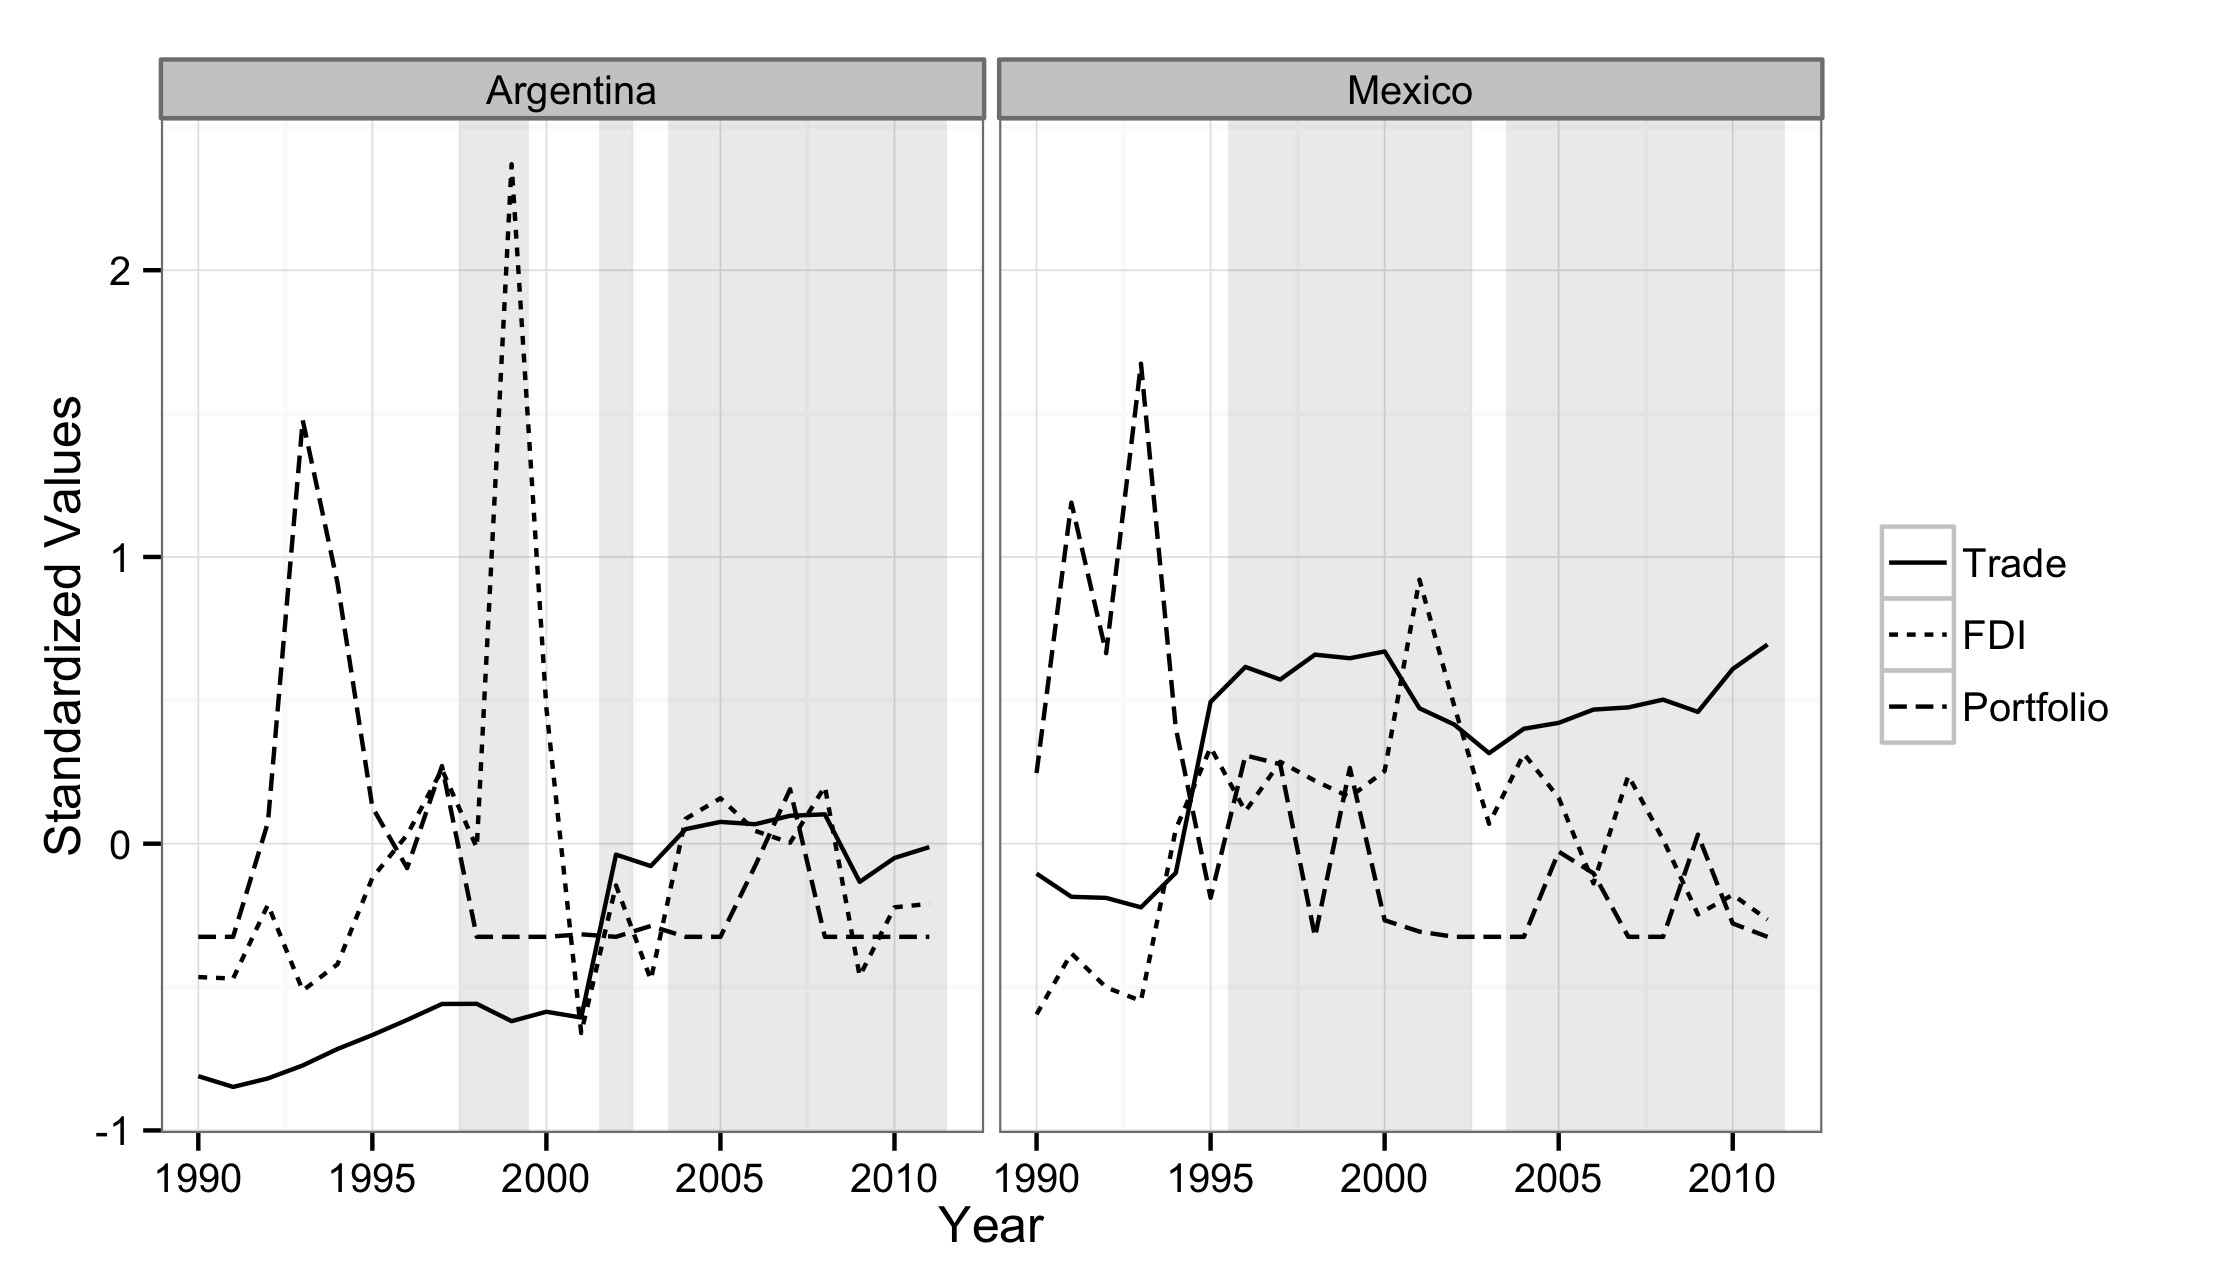 Argentina
Mexico
Standardized Values
2
1
0
-1
1990 1995 2000 2005 2010
1990 1995 2000 2005 2010
Year
Trade
FDI
Portfolio